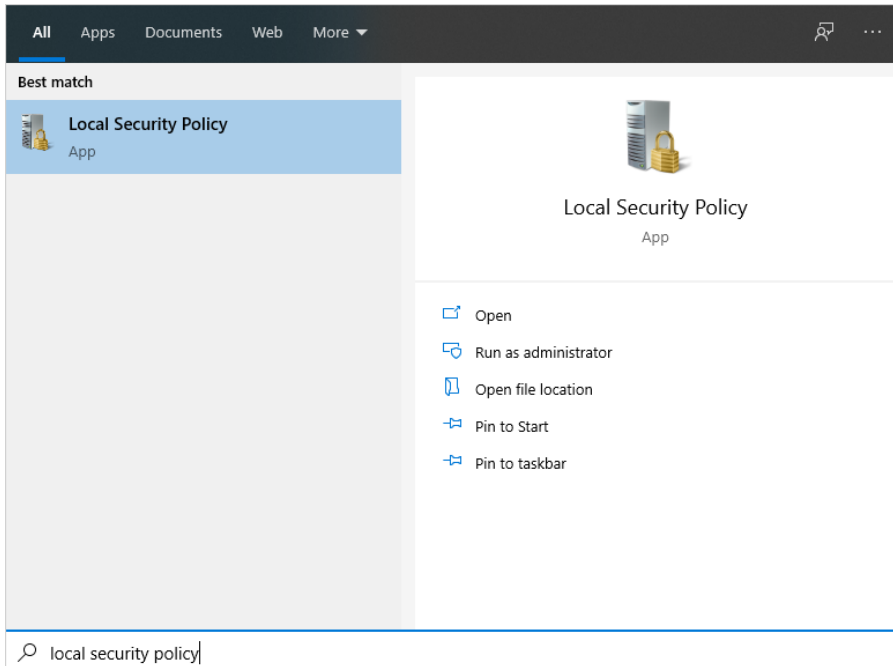 All Apps Documents Web More
Best match
Local Security Policy
App
Local Security Policy
App
Open
Run as administrator
Open file location
Pin to Start
Pin to taskbar
local security policy